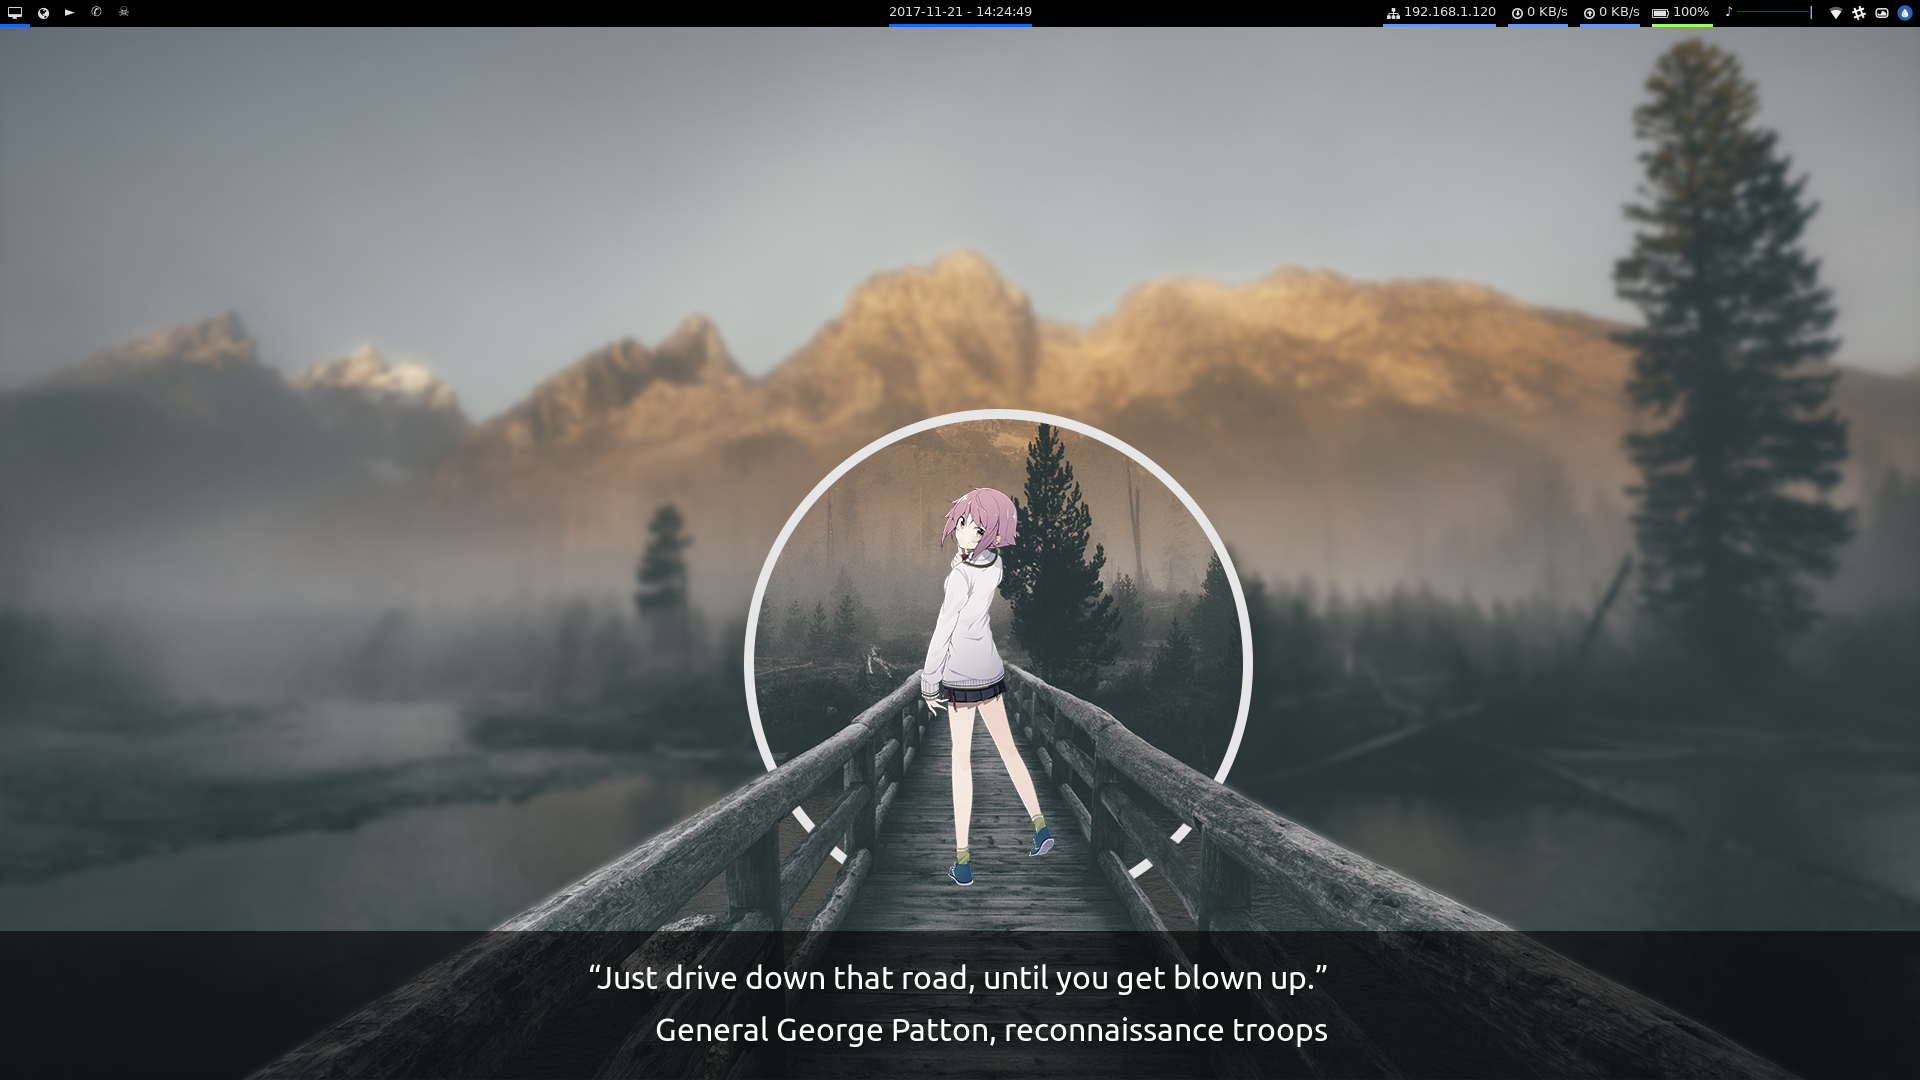 2017-11-21 - 14:24:49
192.168.1.120
0 KB/s
0 KB/s
100%
“Just drive down that road, until you get blown up.”
General George Patton, reconnaissance troops